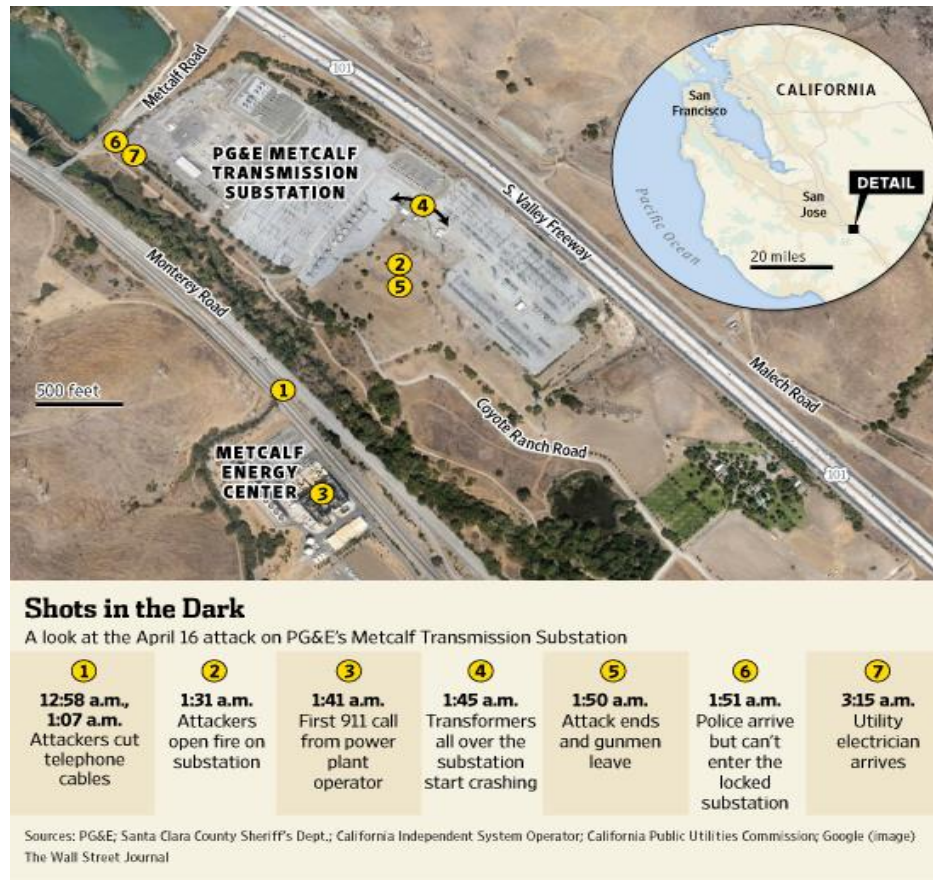 Metcalf Road
101
CALIFORNIA
San
Francisco
6
7
PG&E METCALF
TRANSMISSION
SUBSTATION
DETAIL
San
Jose
4
S. Valley Freeway
Pacific Ocean
20 miles
2
5
Monterey Road
500 feet
1
Malech Road
Coyote Ranch Road
METCALF
ENERGY
CENTER
3
101
Shots in the Dark
A look at the April 16 attack on PG&E's Metcalf Transmission Substation
1
12:58 a.m.,
1:07 a.m.
Attackers cut
telephone
cables
2
1:31 a.m.
Attackers
open fire on
substation
3
1:41 a.m.
First 911 call
from power
plant
operator
4
1:45 a.m.
Transformers
all over the
substation
start crashing
5
1:50 a.m.
Attack ends
and gunmen
leave
6
1:51 a.m.
Police arrive
but can't
enter the
locked
substation
7
3:15 a.m.
Utility
electrician
arrives
Sources: PG&E; Santa Clara County Sheriff's Dept.; California Independent System Operator; California Public Utilities Commission; Google (image)
The Wall Street Journal